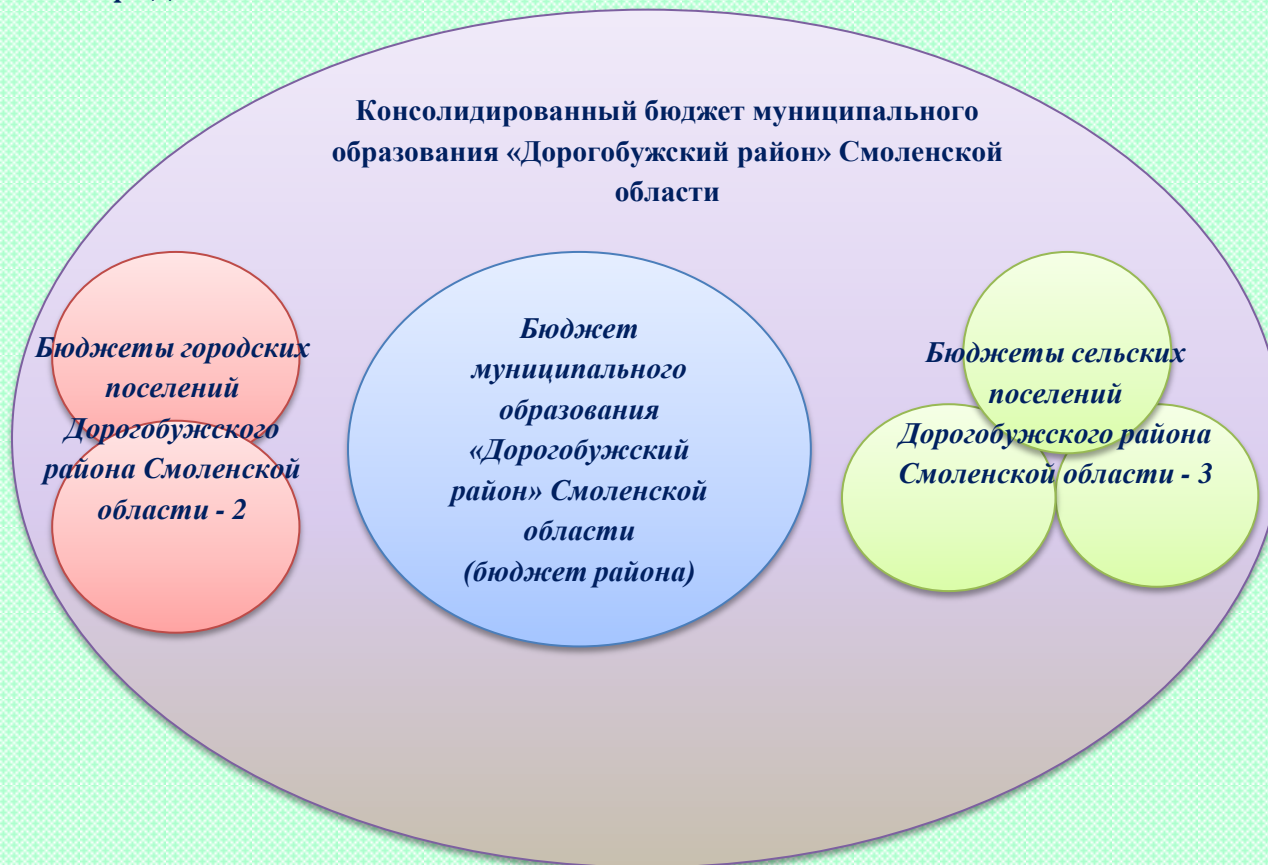 Консолидированный бюджет муниципального
образования «Дорогобужский район» Смоленской
области
Бюджеты городских
поселений
Дорогобужского
района Смоленской
области - 2
Бюджет
муниципального
образования
«Дорогобужский
район» Смоленской
области
(бюджет района)
Бюджеты сельских
поселений
Дорогобужского района
Смоленской области - 3